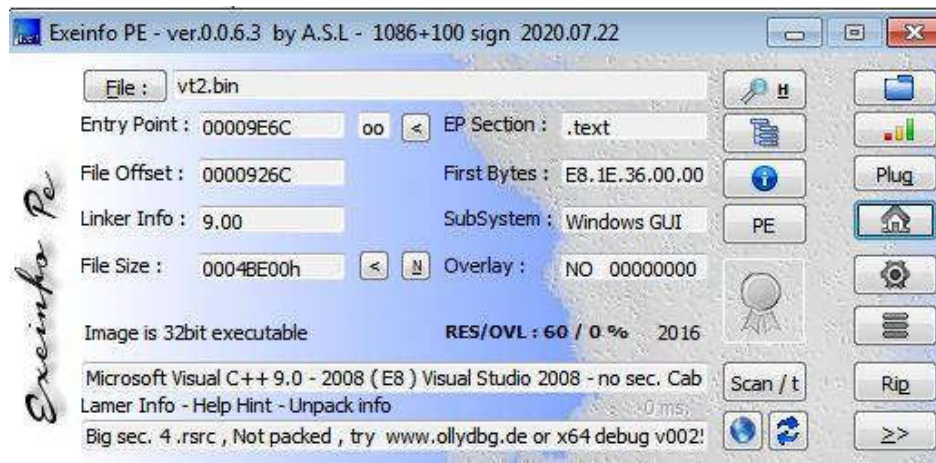 Exeinfo PE - ver.0.0.6.3 by A.S.L - 1086+100 sign 2020.07.22
File : vt2.bin H
Entry Point : 00009E6C oo < EP Section : .text
File Offset : 0000926C First Bytes : E8.1E.36.00.00 Plug
Linker Info : 9.00 SubSystem : Windows GUI PE
File Size : 0004BE00h < N Overlay : NO 00000000
Image is 32bit executable RES/OVL : 60 / 0 % 2016
Microsoft Visual C++ 9.0 - 2008 ( E8 ) Visual Studio 2008 - no sec. Cab Scan / t Rip
Lamer Info - Help Hint - Unpack info 0 ms.
Big sec. 4 .rsrc , Not packed , try www.ollydbg.de or x64 debug v002! >>
Exeinfo Pe